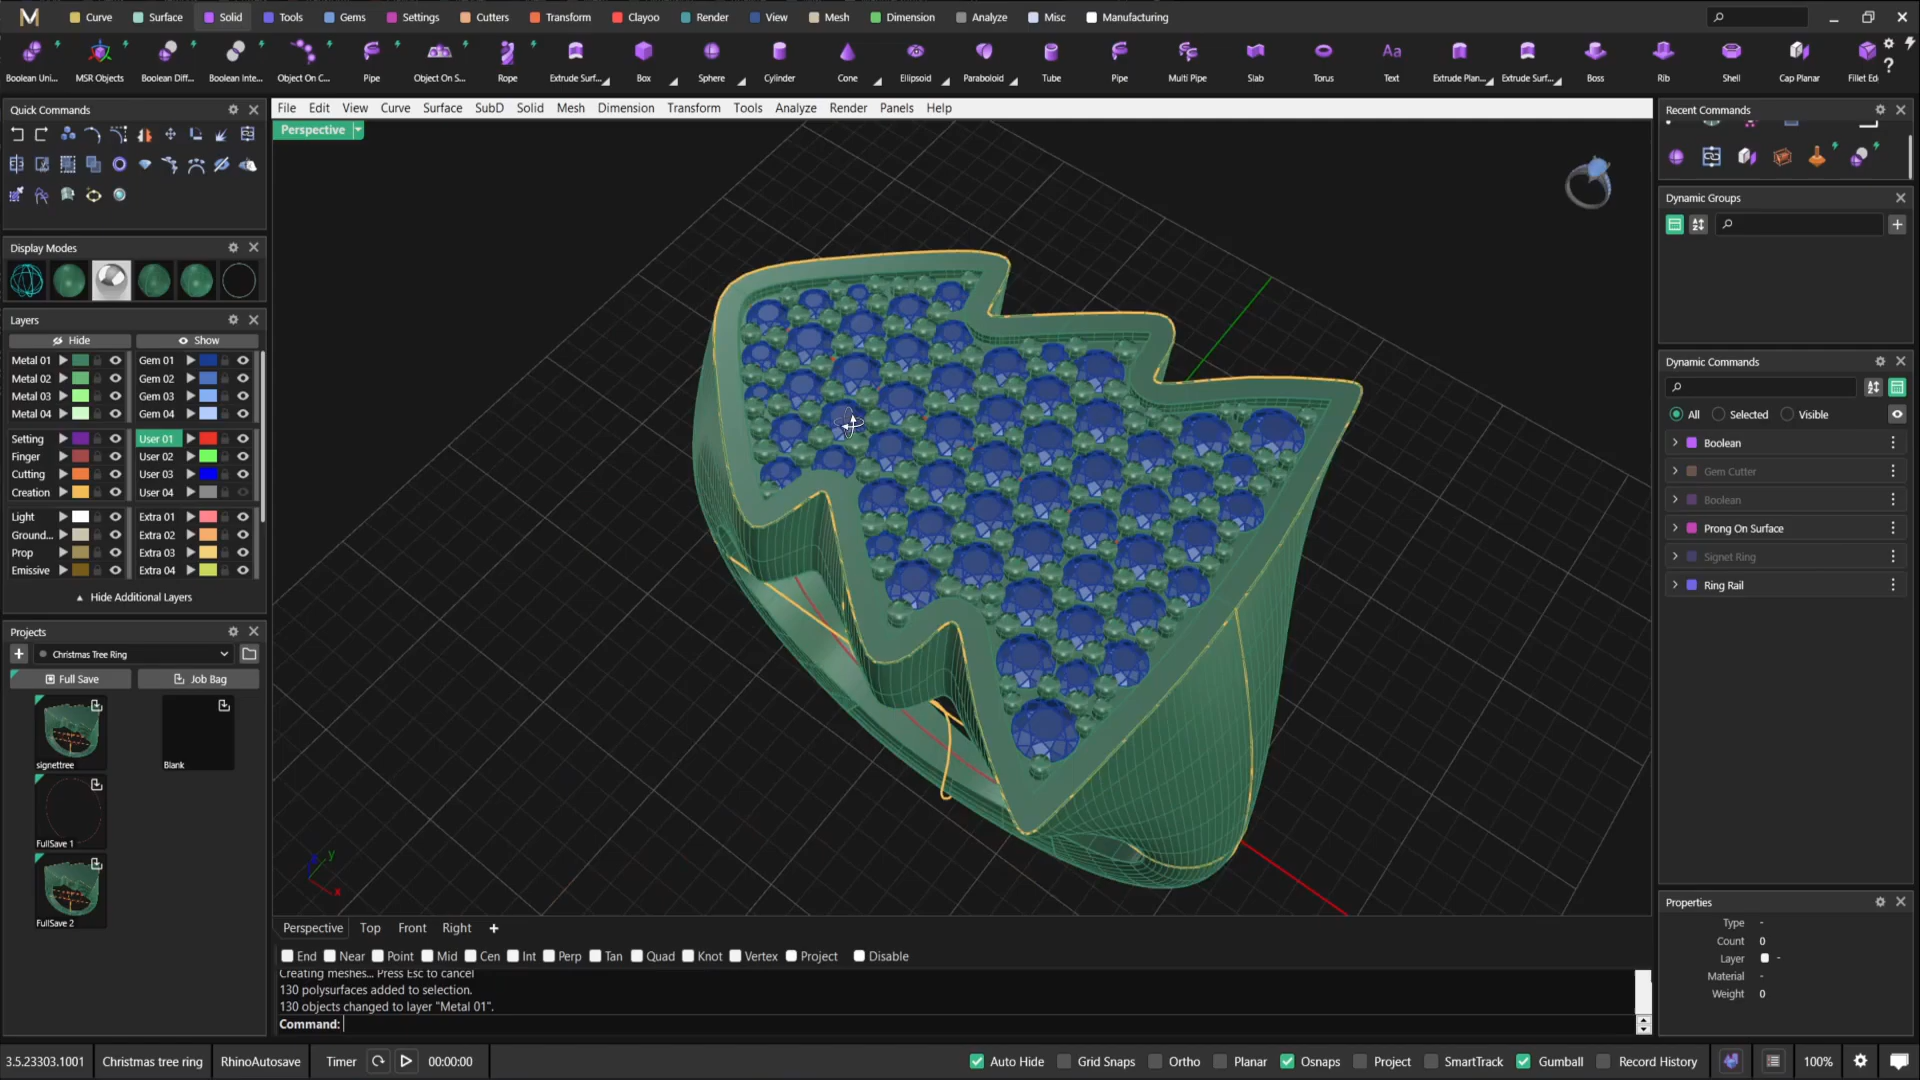 Curve Surface Solid Tools Gems Settings Cutters Transform Clayoo Render View Mesh Dimension Analyze Misc Manufacturing
Boolean Uni... MSR Objects Boolean Diff... Boolean Inte... Object On C... Pipe Object On S... Rope Extrude Surf... Box Sphere Cylinder Cone Ellipsoid Paraboloid Tube Pipe Multi Pipe Slab Torus Text Extrude Plan... Extrude Surf... Boss Rib Shell Cap Planar Fillet Ed
Quick Commands
File Edit View Curve Surface SubD Solid Mesh Dimension Transform Tools Analyze Render Panels Help
Perspective
Display Modes
Layers
Hide Show
Metal 01 Gem 01
Metal 02 Gem 02
Metal 03 Gem 03
Metal 04 Gem 04
Setting User 01
Finger User 02
Cutting User 03
Creation User 04
Light Extra 01
Ground... Extra 02
Prop Extra 03
Emissive Extra 04
Hide Additional Layers
Projects
Christmas Tree Ring
Full Save Job Bag
signettree Blank
FullSave 1
FullSave 2
z y
x
Recent Commands
Dynamic Groups
Dynamic Commands
All Selected Visible
Boolean
Gem Cutter
Boolean
Prong On Surface
Signet Ring
Ring Rail
Properties
Type -
Count 0
Layer -
Material -
Weight 0
Perspective Top Front Right
End Near Point Mid Cen Int Perp Tan Quad Knot Vertex Project Disable
Creating meshes... Press Esc to cancel
130 polysurfaces added to selection.
130 objects changed to layer "Metal 01".
Command:
3.5.23303.1001 Christmas tree ring RhinoAutosave Timer 00:00:00 Auto Hide Grid Snaps Ortho Planar Osnaps Project SmartTrack Gumball Record History 100%